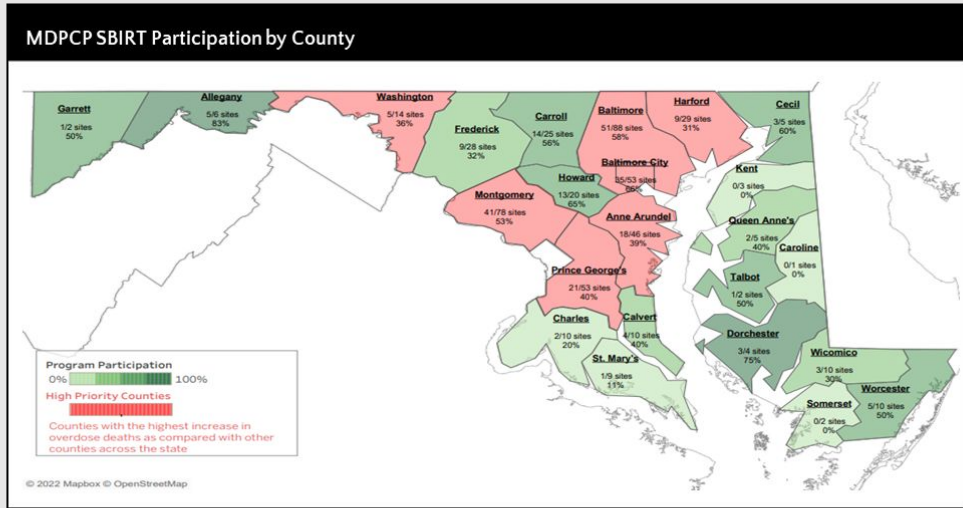 MDPCP SBIRT Participation by County
Garrett
1/2 sites
50%
Allegany
5/6 sites
83%
Washington
5/14 sites
36%
Frederick
9/28 sites
32%
Carroll
14/25 sites
56%
Baltimore
51/88 sites
58%
Harford
9/29 sites
31%
Cecil
3/5 sites
60%
Baltimore City
35/53 sites
66%
Howard
13/20 sites
65%
Kent
0/3 sites
0%
Montgomery
41/78 sites
53%
Anne Arundel
18/46 sites
39%
Queen Anne's
2/5 sites
40%
Caroline
0/1 sites
0%
Prince George's
21/53 sites
40%
Talbot
1/2 sites
50%
Charles
2/10 sites
20%
Calvert
4/10 sites
40%
St. Mary's
1/9 sites
11%
Dorchester
3/4 sites
75%
Wicomico
3/10 sites
30%
Somerset
0/2 sites
0%
Worcester
5/10 sites
50%
Program Participation
0% 100%
High Priority Counties
Counties with the highest increase in
overdose deaths as compared with other
counties across the state
© 2022 Mapbox © OpenStreetMap